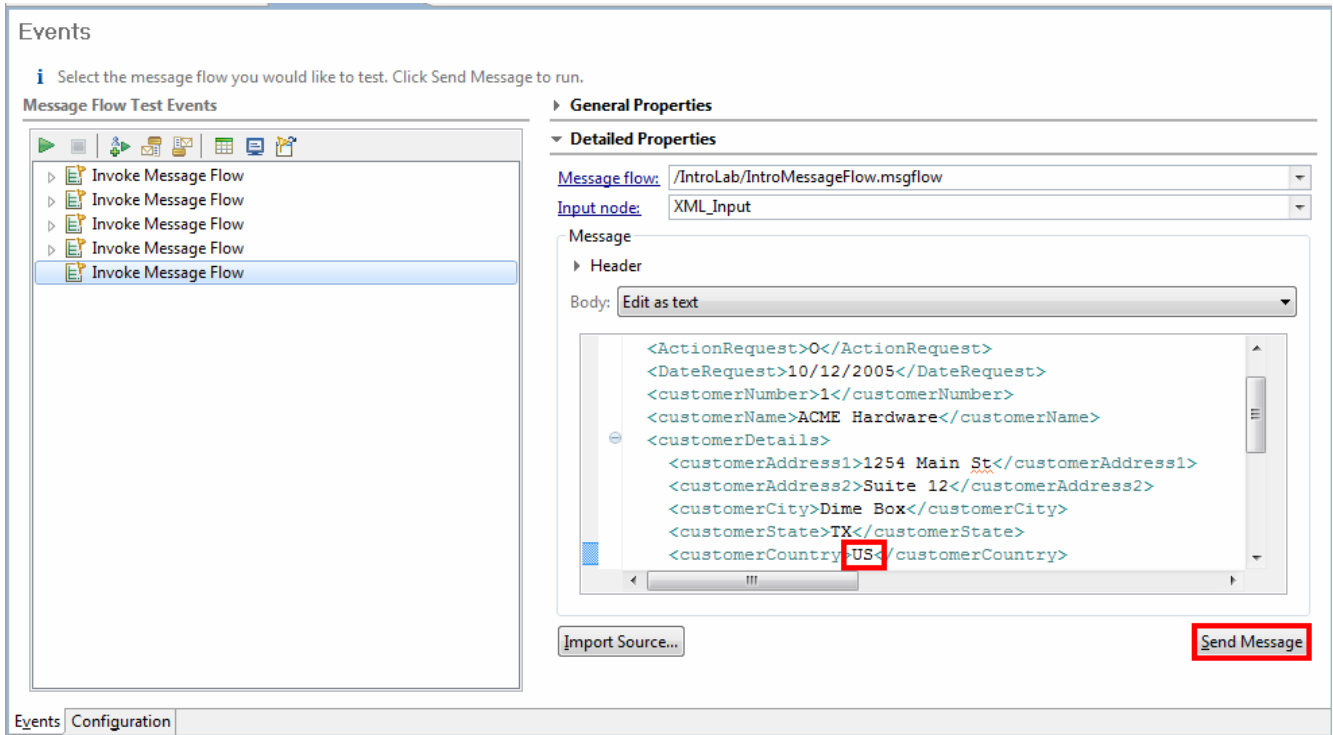 Events
i Select the message flow you would like to test. Click Send Message to run.
Message Flow Test Events
Invoke Message Flow
Invoke Message Flow
Invoke Message Flow
Invoke Message Flow
Invoke Message Flow
General Properties
Detailed Properties
Message flow: /IntroLab/IntroMessageFlow.msgflow
Input node: XML_Input
Message
Header
Body: Edit as text
<ActionRequest>O</ActionRequest>
<DateRequest>10/12/2005</DateRequest>
<customerNumber>1</customerNumber>
<customerName>ACME Hardware</customerName>
<customerDetails>
<customerAddress1>1254 Main St</customerAddress1>
<customerAddress2>Suite 12</customerAddress2>
<customerCity>Dime Box</customerCity>
<customerState>TX</customerState>
<customerCountry>US</customerCountry>
Import Source... Send Message
Events Configuration